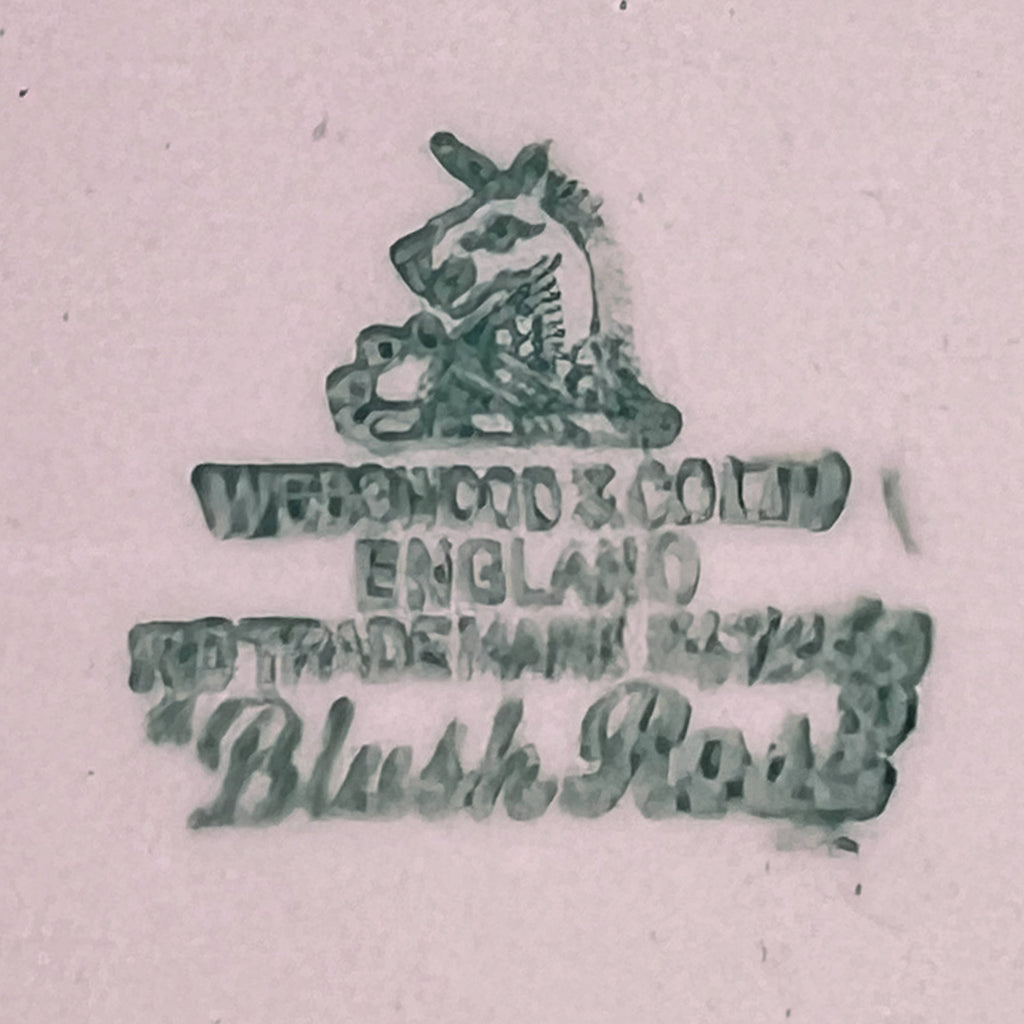 WEDGWOOD & CO LTD
ENGLAND
TRADE MARK
"Blush Rose"